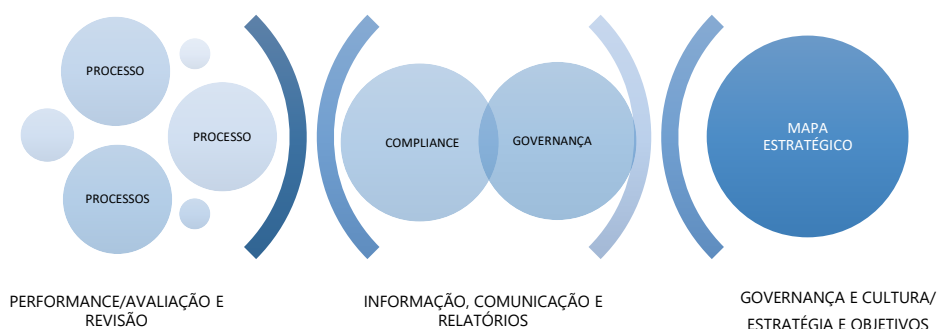 PROCESSO
PROCESSO
PROCESSOS
COMPLIANCE
GOVERNANÇA
MAPA
ESTRATÉGICO
PERFORMANCE/AVALIAÇÃO E
REVISÃO
INFORMAÇÃO, COMUNICAÇÃO E
RELATÓRIOS
GOVERNANÇA E CULTURA/
ESTRATÉGIA E OBJETIVOS